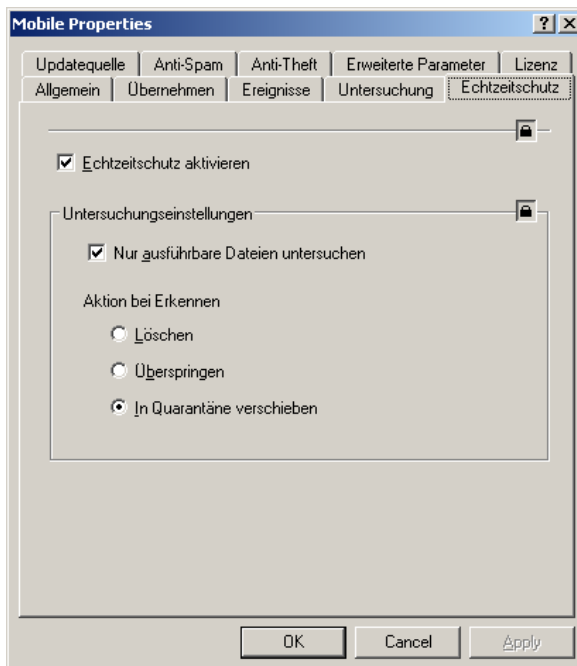 Mobile Properties
Updatequelle Anti-Spam Anti-Theft Erweiterte Parameter Lizenz
Allgemein Übernehmen Ereignisse Untersuchung Echtzeitschutz
Echtzeitschutz aktivieren
Untersuchungseinstellungen
Nur ausführbare Dateien untersuchen
Aktion bei Erkennen
Löschen
Überspringen
In Quarantäne verschieben
OK Cancel Apply